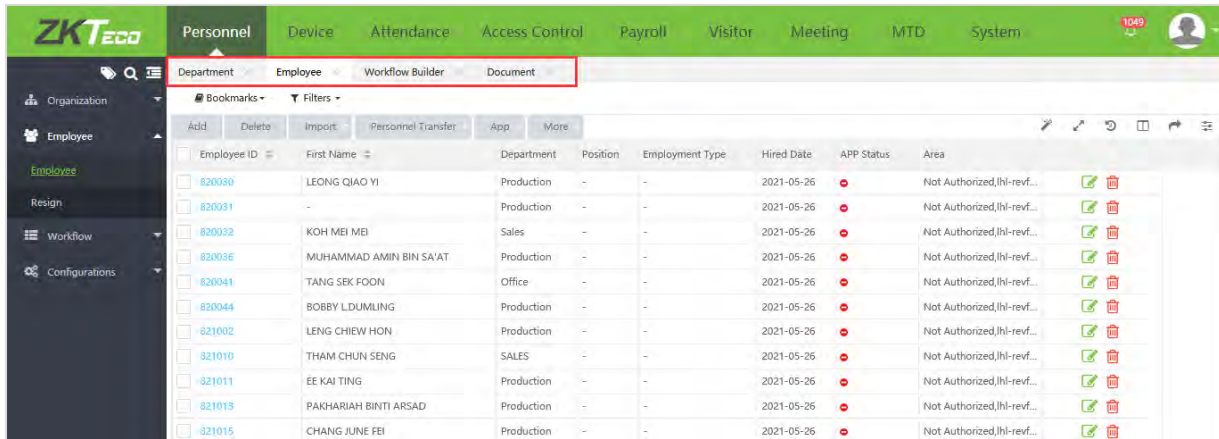 ZKTeco Personnel Device Attendance Access Control Payroll Visitor Meeting MTD System 1049
Department Employee Workflow Builder Document
Organization Bookmarks Filters
Add Delete Import Personnel Transfer App More
Employee
Employee ID First Name Department Position Employment Type Hired Date APP Status Area
Employee
820030 LEONG QIAO YI Production - - 2021-05-26 Not Authorized,lhl-revf...
Resign
820031 - Production - - 2021-05-26 Not Authorized,lhl-revf...
Workflow
820032 KOH MEI MEI Sales - - 2021-05-26 Not Authorized,lhl-revf...
820036 MUHAMMAD AMIN BIN SA'AT Production - - 2021-05-26 Not Authorized,lhl-revf...
Configurations
820041 TANG SEK FOON Office - - 2021-05-26 Not Authorized,lhl-revf...
820044 BOBBY L.DUMLING Production - - 2021-05-26 Not Authorized,lhl-revf...
821002 LENG CHIEW HON Production - - 2021-05-26 Not Authorized,lhl-revf...
821010 THAM CHUN SENG SALES - - 2021-05-26 Not Authorized,lhl-revf...
821011 EE KAI TING Production - - 2021-05-26 Not Authorized,lhl-revf...
821013 PAKHARIAH BINTI ARSAD Production - - 2021-05-26 Not Authorized,lhl-revf...
821015 CHANG JUNE FEI Production - - 2021-05-26 Not Authorized,lhl-revf...